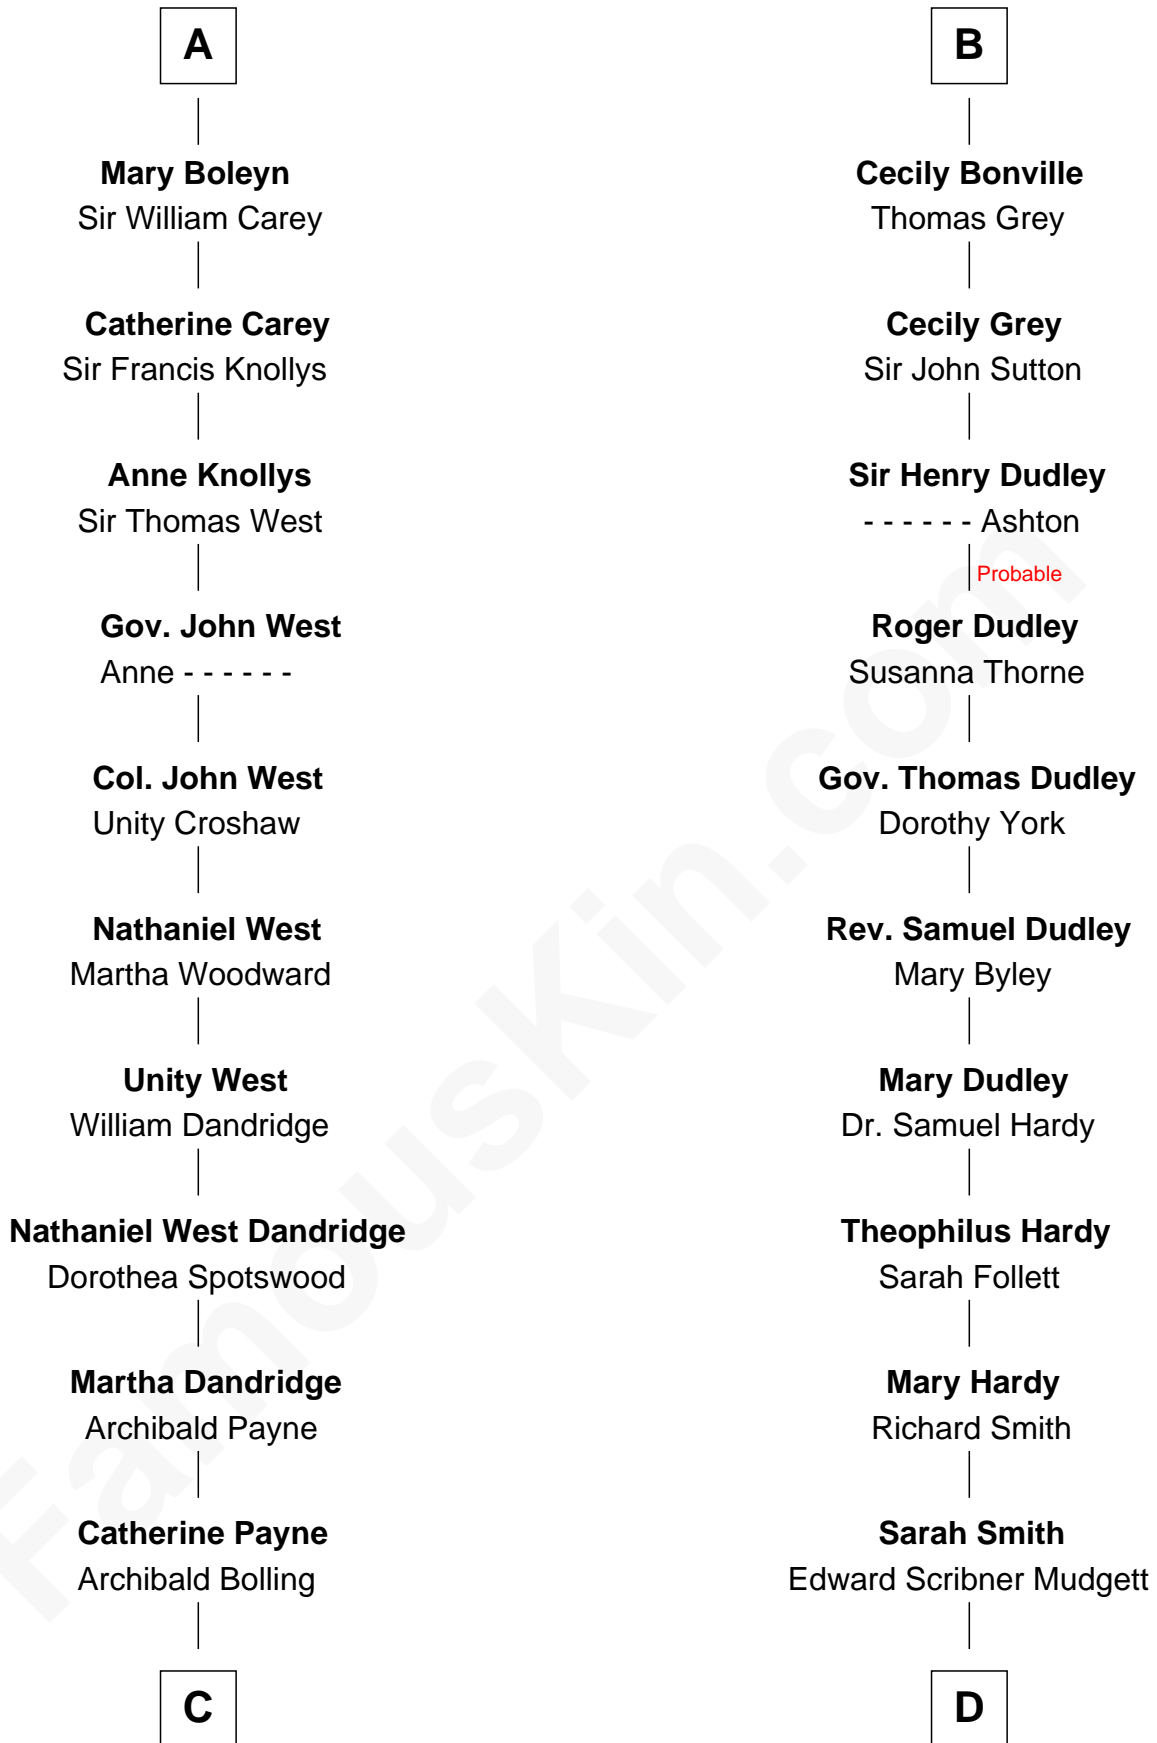 A
Mary Boleyn
Sir William Carey
Catherine Carey
Sir Francis Knollys
Anne Knollys
Sir Thomas West
Gov. John West
Anne - - - - - -
Col. John West
Unity Croshaw
Nathaniel West
Martha Woodward
Unity West
William Dandridge
Nathaniel West Dandridge
Dorothea Spotswood
Martha Dandridge
Archibald Payne
Catherine Payne
Archibald Bolling
C
B
Cecily Bonville
Thomas Grey
Cecily Grey
Sir John Sutton
Sir Henry Dudley
- - - - - - Ashton
Probable
Roger Dudley
Susanna Thorne
Gov. Thomas Dudley
Dorothy York
Rev. Samuel Dudley
Mary Byley
Mary Dudley
Dr. Samuel Hardy
Theophilus Hardy
Sarah Follett
Mary Hardy
Richard Smith
Sarah Smith
Edward Scribner Mudgett
D
FamousKin.com